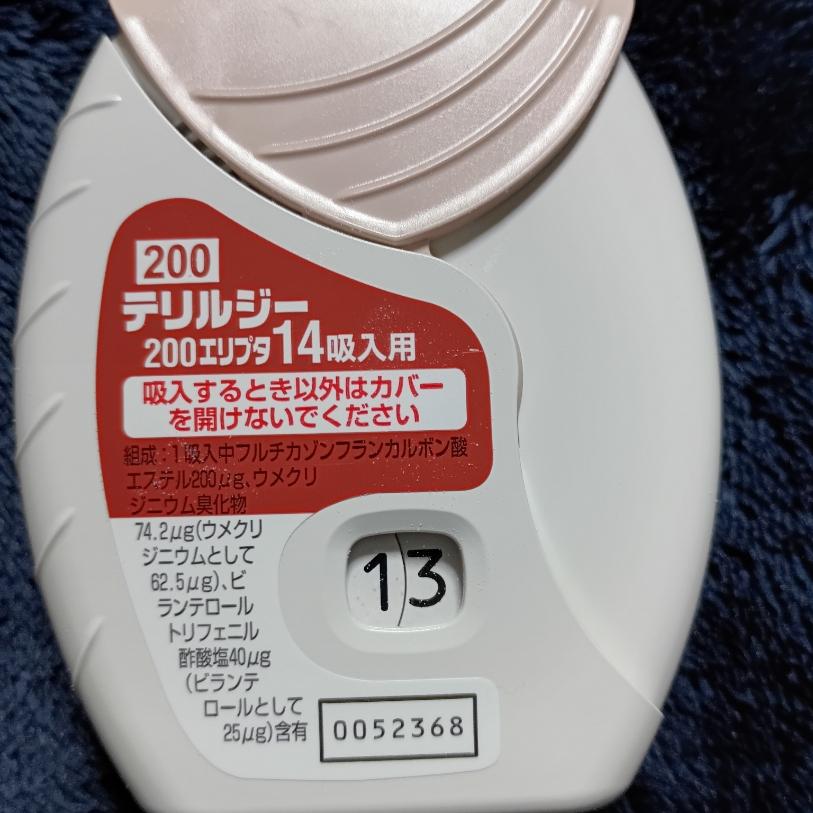 200
テリルジー
200エリプタ14吸入用
吸入するとき以外はカバー
を開けないでください
組成：1吸入中フルチカゾンフランカルボン酸
エステル200μg、ウメクリ
ジニウム臭化物
74.2μg(ウメクリ
ジニウムとして
62.5μg)、ビ
ランテロール
トリフェニル
酢酸塩40μg
(ビランテ
ロールとして
25μg)含有
13
0052368